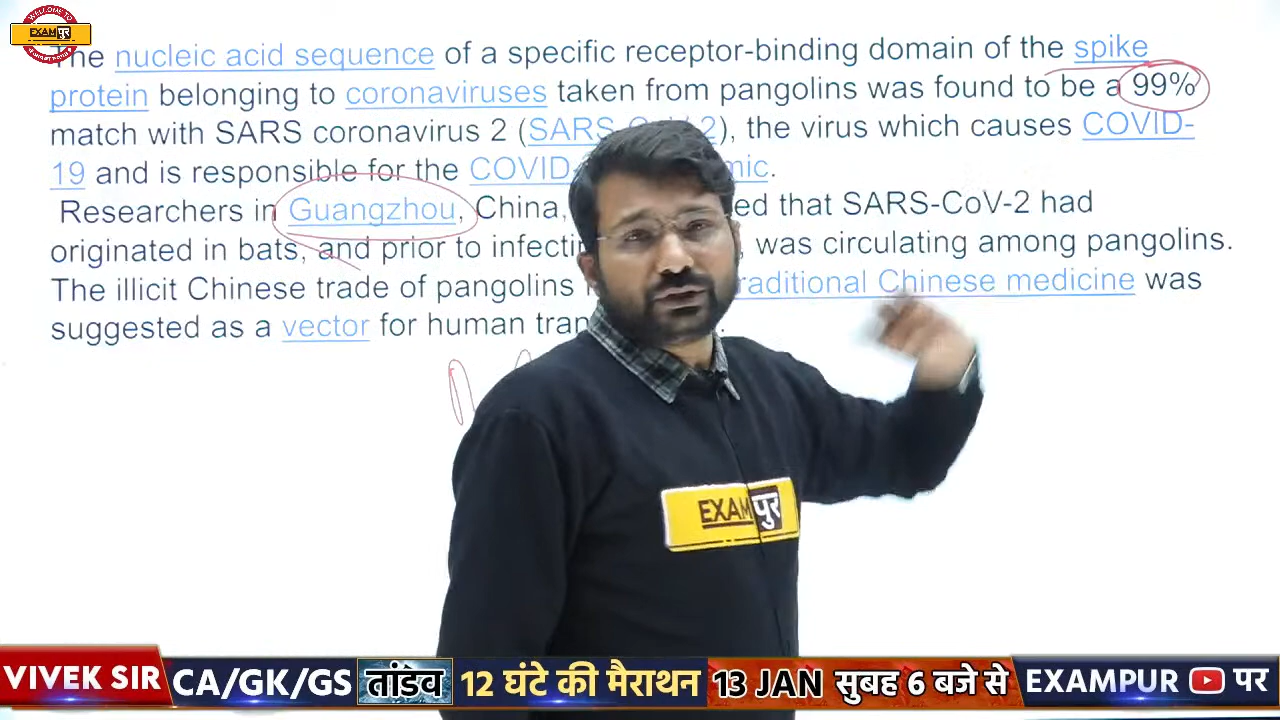 WELCOME TO
EXAMपुर
The nucleic acid sequence of a specific receptor-binding domain of the spike
protein belonging to coronaviruses taken from pangolins was found to be a 99%
match with SARS coronavirus 2 (SARS-CoV-2), the virus which causes COVID-
19 and is responsible for the COVID-
Researchers in Guangzhou, China, ed that SARS-CoV-2 had
originated in bats, and prior to infecti , was circulating among pangolins.
The illicit Chinese trade of pangolins raditional Chinese medicine was
suggested as a vector for human tran
EXAMपुर
VIVEK SIR CA/GK/GS तांडव 12 घंटे की मैराथन 13 JAN सुबह 6 बजे से EXAMPUR पर